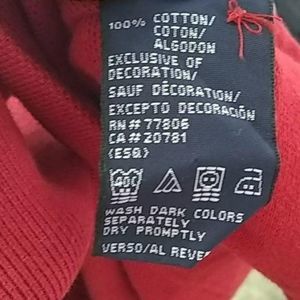 100% COTTON/
COTON/
ALGODON
EXCLUSIVE OF
DECORATION/
SAUF DÉCORATION/
EXCEPTO DECORACIÓN
RN# 77806
CA# 20781
(ESQ)
40C
WASH DARK COLORS
SEPARATELY
DRY PROMPTLY
VERSO/AL